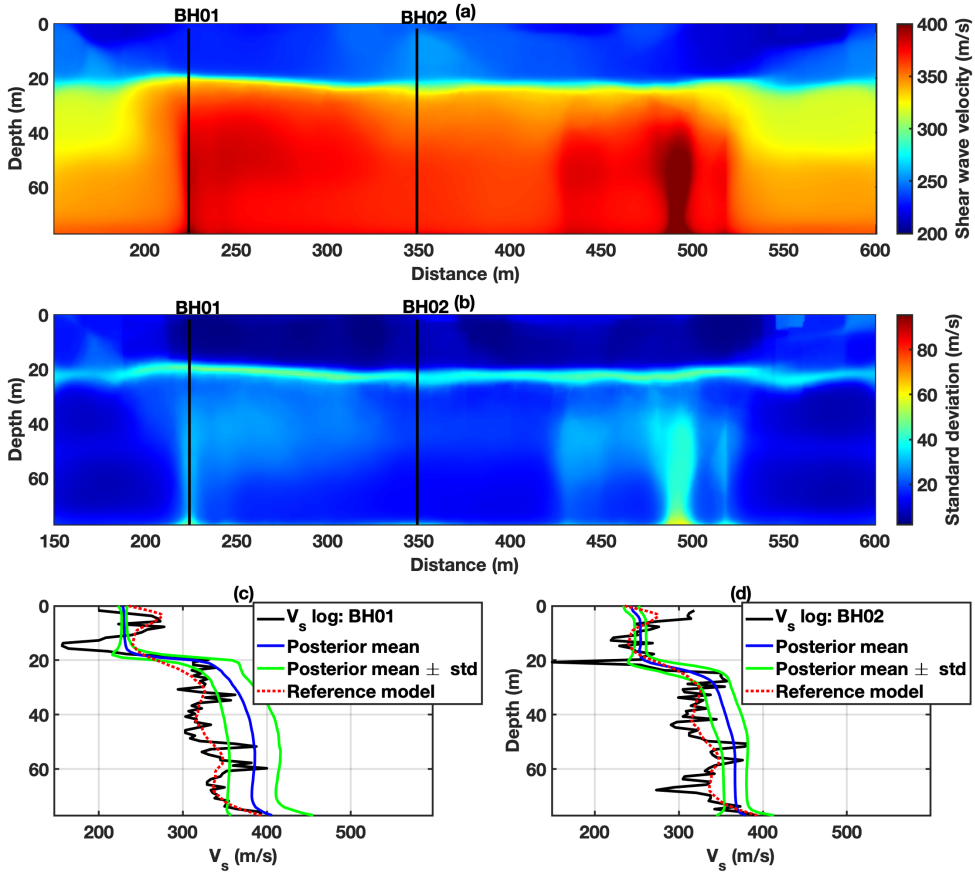 BH01 BH02 (a)
0
20
40
60
Depth (m)
200 250 300 350 400 450 500 550 600
Distance (m)
400
350
300
250
200
Shear wave velocity (m/s)
BH01 BH02 (b)
0
20
40
60
Depth (m)
150 200 250 300 350 400 450 500 550 600
Distance (m)
80
60
40
20
Standard deviation (m/s)
(c)
0
20
40
60
200 300 400 500
V_s (m/s)
V_s log: BH01
Posterior mean
Posterior mean ± std
Reference model
(d)
0
20
40
60
Depth (m)
200 300 400 500
V_s (m/s)
V_s log: BH02
Posterior mean
Posterior mean ± std
Reference model